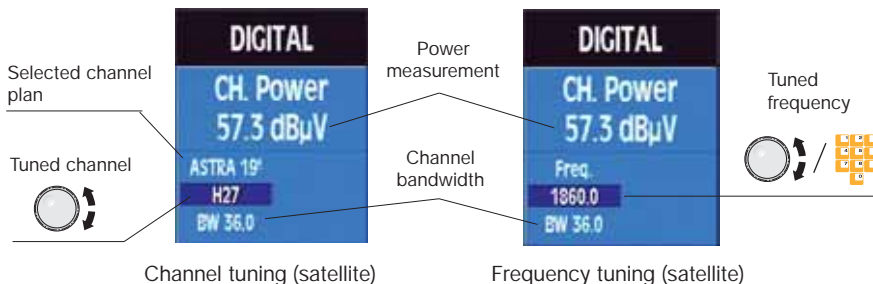 DIGITAL
CH. Power
57.3 dBµV
ASTRA 19º
H27
BW 36.0
Selected channel
plan
Tuned channel
Power
measurement
Channel
bandwidth
DIGITAL
CH. Power
57.3 dBµV
Freq.
1860.0
BW 36.0
Tuned
frequency
Channel tuning (satellite)
Frequency tuning (satellite)